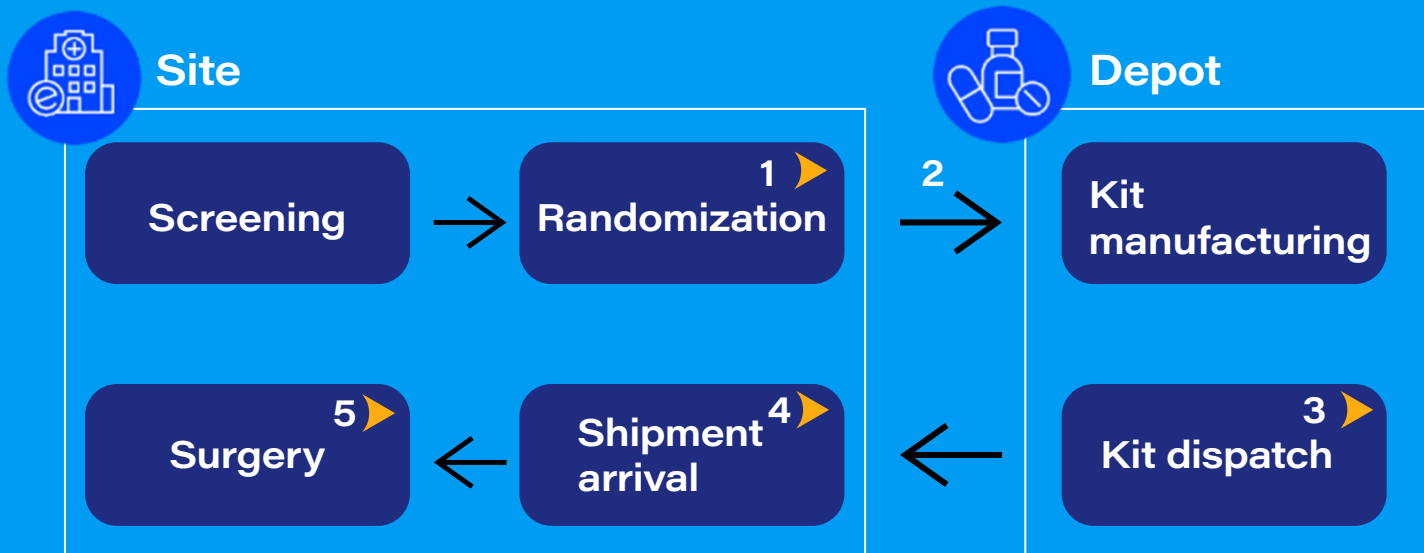 Site
Depot
Screening
1
Randomization
2
Kit
manufacturing
5
Surgery
4
Shipment
arrival
3
Kit dispatch